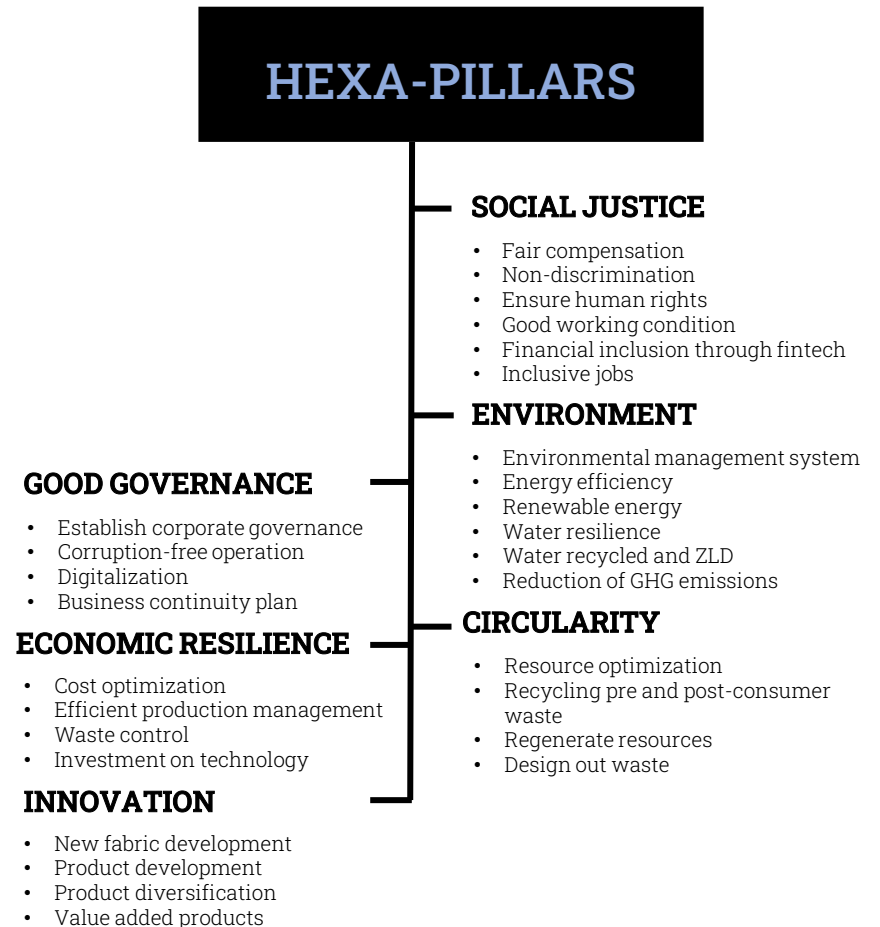 HEXA-PILLARS
SOCIAL JUSTICE
• Fair compensation
• Non-discrimination
• Ensure human rights
• Good working condition
• Financial inclusion through fintech
• Inclusive jobs
ENVIRONMENT
• Environmental management system
• Energy efficiency
• Renewable energy
• Water resilience
• Water recycled and ZLD
• Reduction of GHG emissions
CIRCULARITY
• Resource optimization
• Recycling pre and post-consumer
waste
• Regenerate resources
• Design out waste
GOOD GOVERNANCE
• Establish corporate governance
• Corruption-free operation
• Digitalization
• Business continuity plan
ECONOMIC RESILIENCE
• Cost optimization
• Efficient production management
• Waste control
• Investment on technology
INNOVATION
• New fabric development
• Product development
• Product diversification
• Value added products